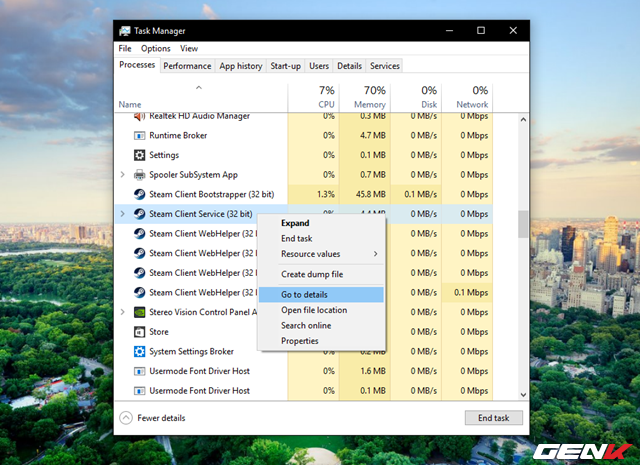 Task Manager
File Options View
Processes Performance App history Start-up Users Details Services
7% 70% 0% 0%
Name CPU Memory Disk Network
Realtek HD Audio Manager 0% 0.3 MB 0 MB/s 0 Mbps
Runtime Broker 0% 4.7 MB 0 MB/s 0 Mbps
Settings 0% 0.1 MB 0 MB/s 0 Mbps
Spooler SubSystem App 0% 0.7 MB 0 MB/s 0 Mbps
Steam Client Bootstrapper (32 bit) 1.3% 45.8 MB 0.1 MB/s 0 Mbps
Steam Client Service (32 bit) 0% 4.4 MB 0 MB/s 0 Mbps
Steam Client WebHelper (32 0 MB/s 0 Mbps
Steam Client WebHelper (32 0 MB/s 0 Mbps
Steam Client WebHelper (32 0 MB/s 0 Mbps
Steam Client WebHelper (32 0 MB/s 0.1 Mbps
Stereo Vision Control Panel A 0 MB/s 0 Mbps
Store 0 MB/s 0 Mbps
System Settings Broker 0% 0.2 MB 0 MB/s 0 Mbps
Usermode Font Driver Host 0% 1.6 MB 0 MB/s 0 Mbps
Usermode Font Driver Host 0% 0.1 MB 0 MB/s 0 Mbps
Expand
End task
Resource values
Create dump file
Go to details
Open file location
Search online
Properties
Fewer details End task
GENK